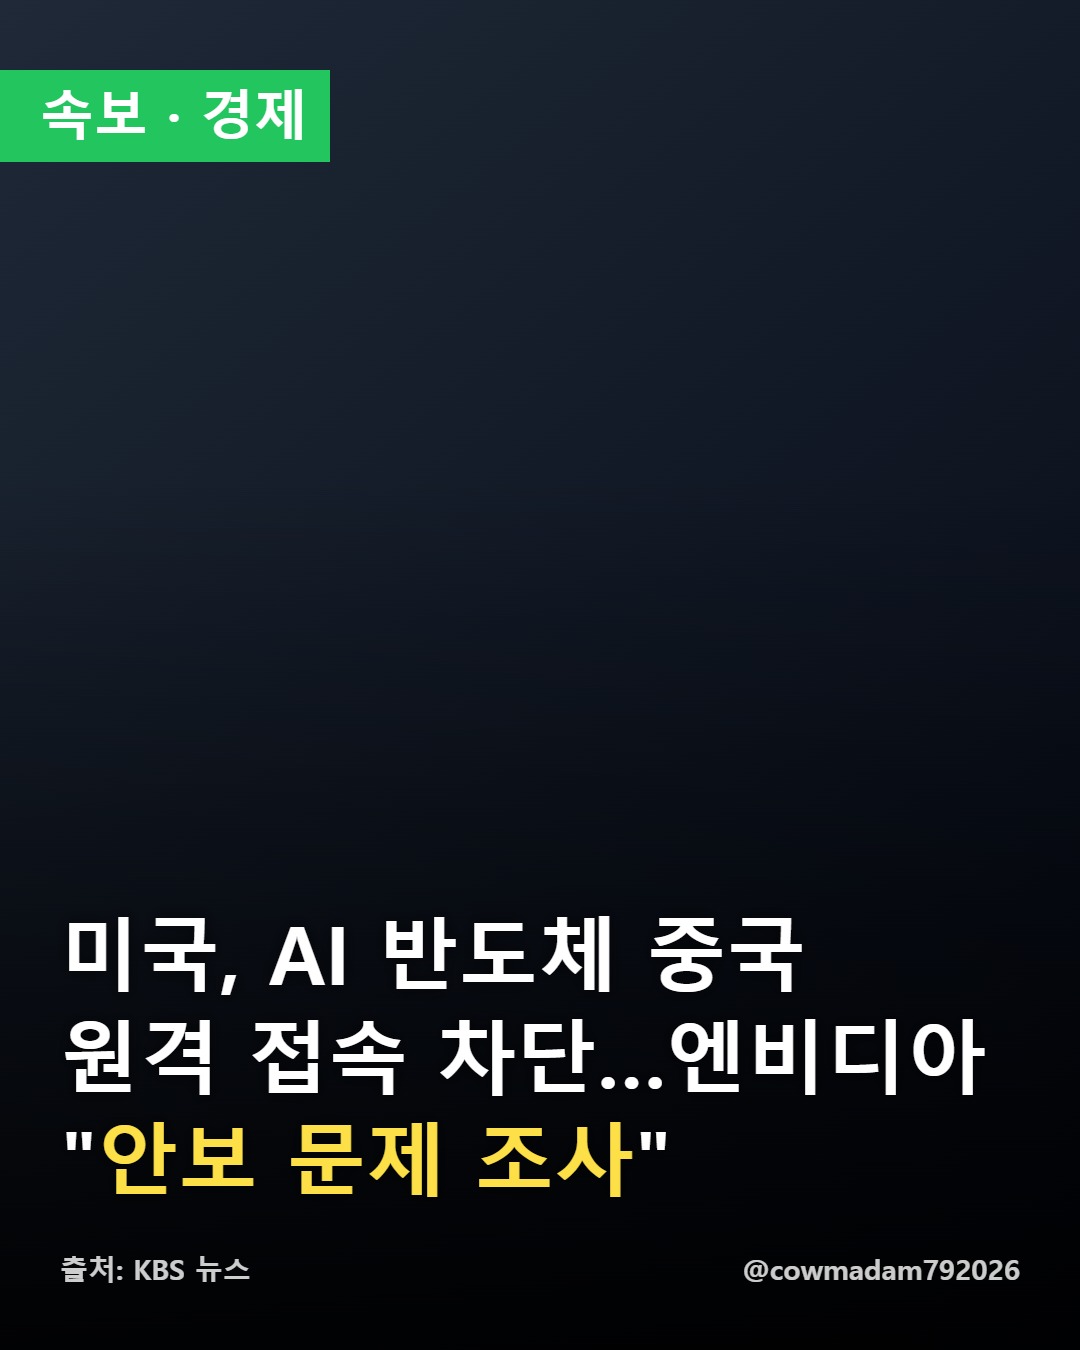 속보 · 경제
미국, AI 반도체 중국
원격 접속 차단...엔비디아
"안보 문제 조사"
출처: KBS 뉴스
@cowmadam792026